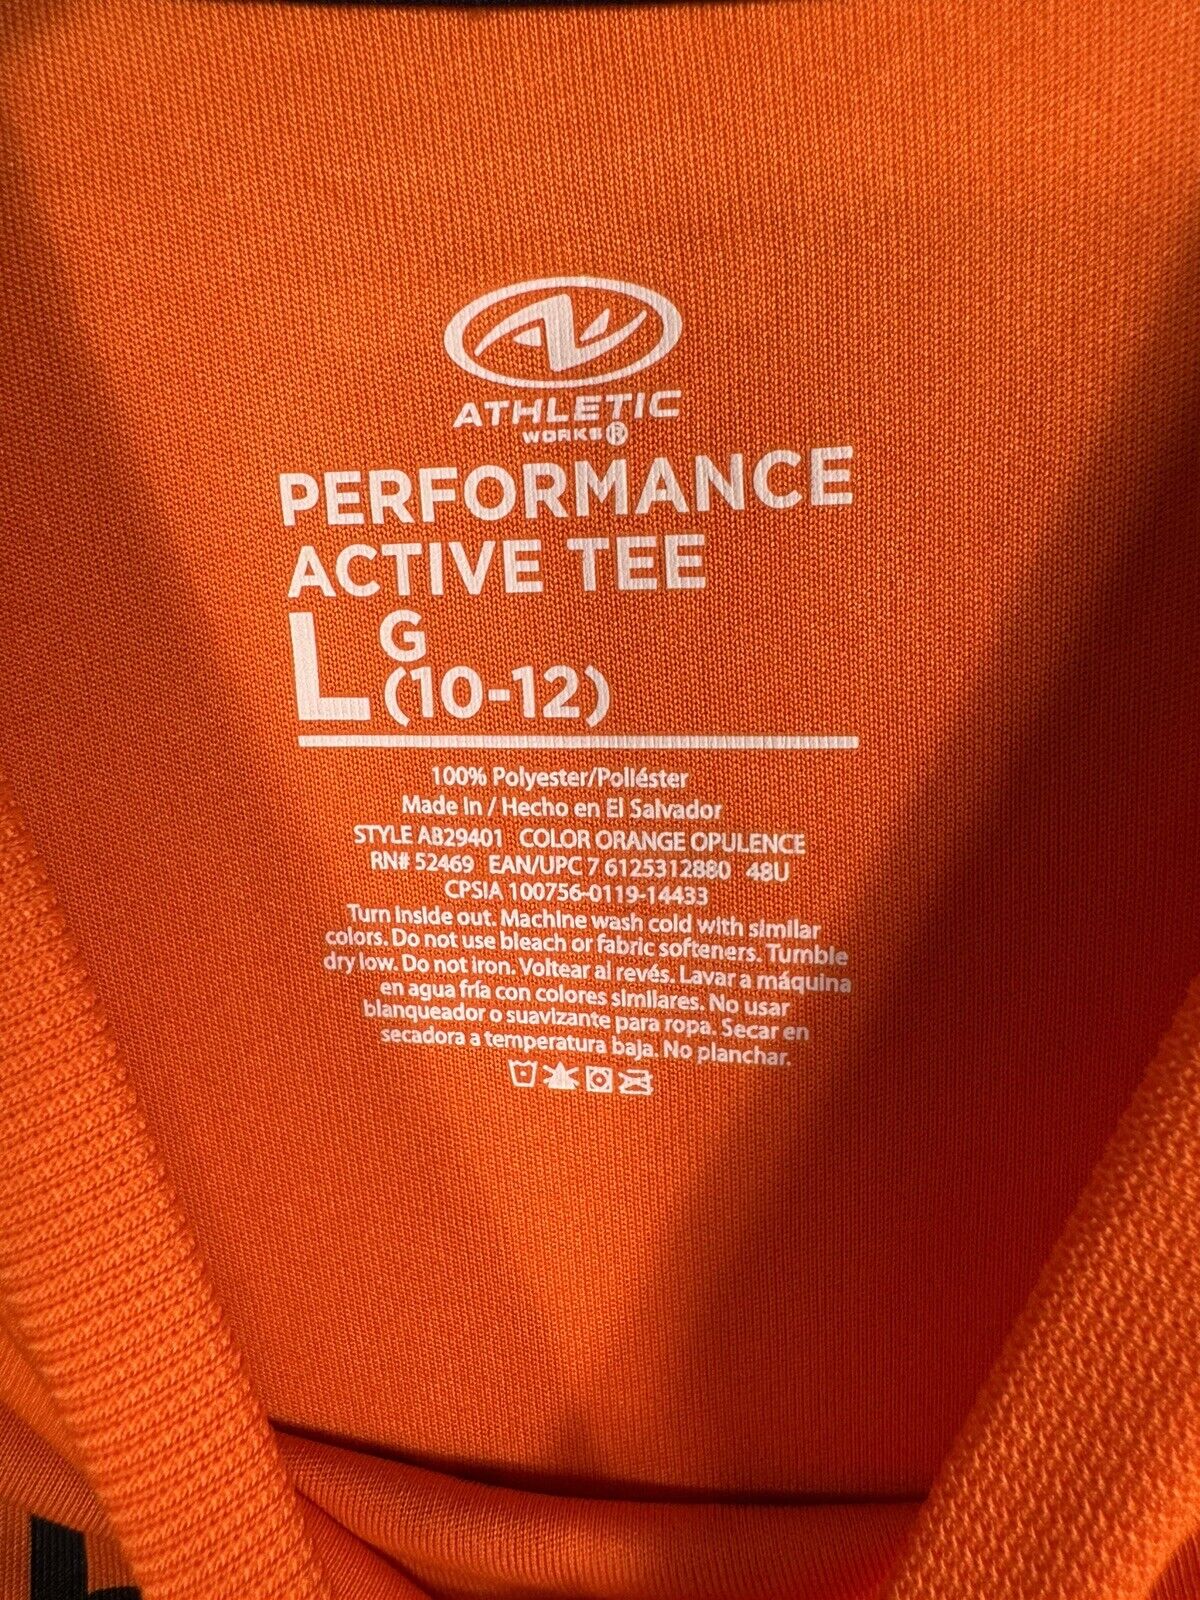 ATHLETIC
WORKS®
PERFORMANCE
ACTIVE TEE
L G
(10-12)
100% Polyester/Poliéster
Made In / Hecho en El Salvador
STYLE AB29401 COLOR ORANGE OPULENCE
RN# 52469 EAN/UPC 7 6125312880 48U
CPSIA 100756-0119-14433
Turn Inside out. Machine wash cold with similar
colors. Do not use bleach or fabric softeners. Tumble
dry low. Do not iron. Voltear al revés. Lavar a máquina
en agua fría con colores similares. No usar
blanqueador o suavizante para ropa. Secar en
secadora a temperatura baja. No planchar.